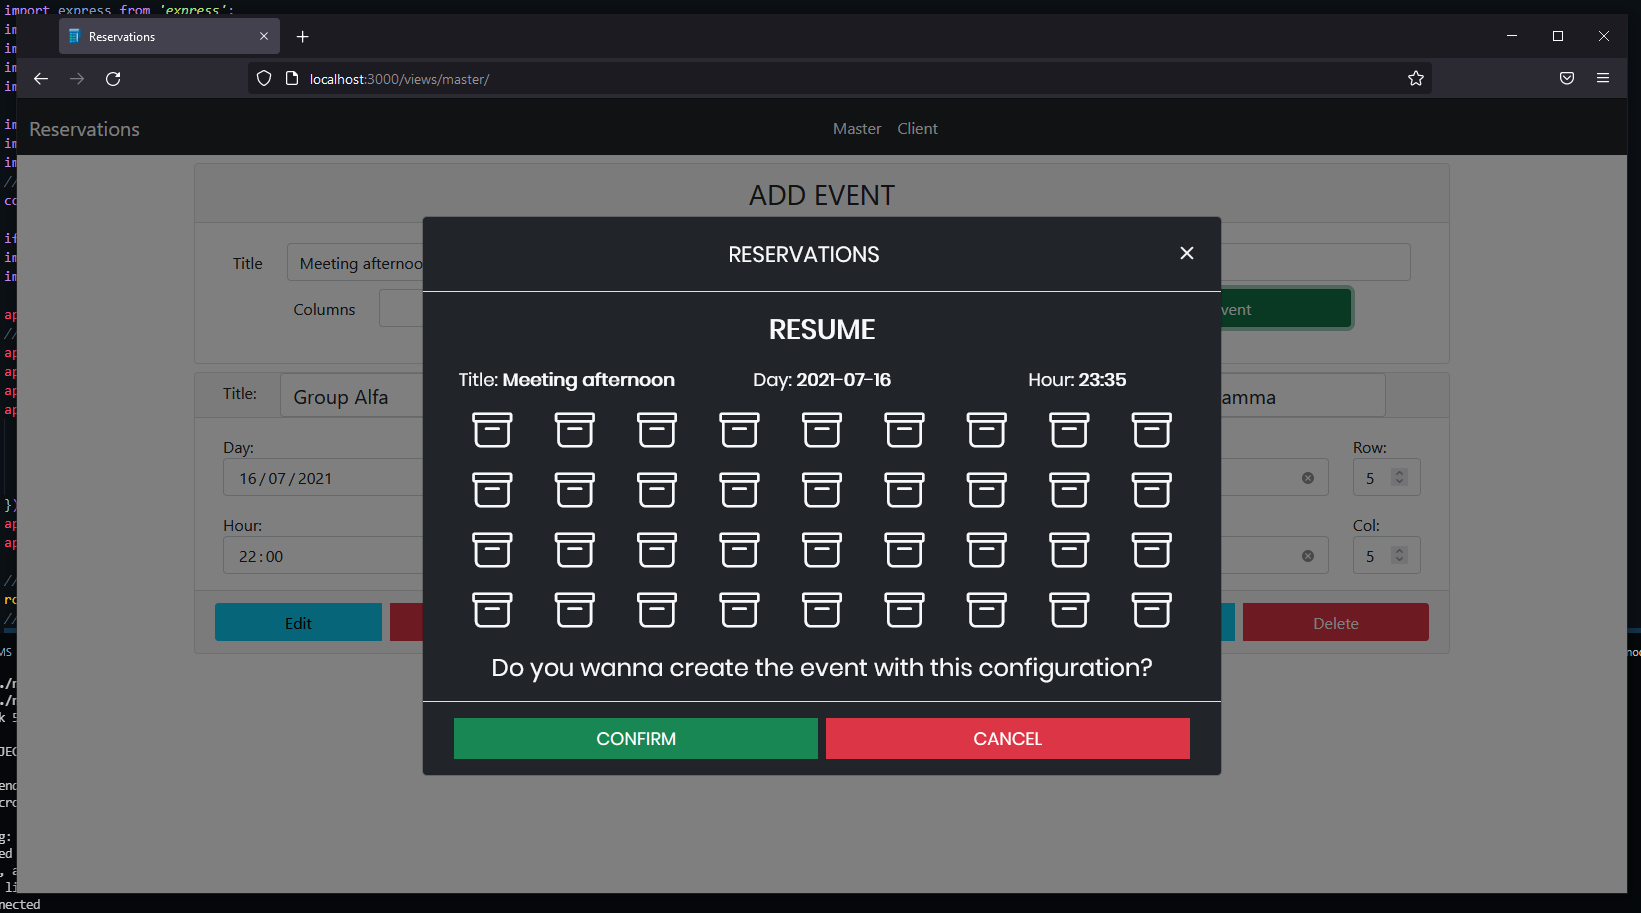 import express from 'express';
Reservations
localhost:3000/views/master/
Reservations
Master
Client
ADD EVENT
Title
Meeting afternoo
Columns
vent
RESERVATIONS
RESUME
Title: Meeting afternoon
Day: 2021-07-16
Hour: 23:35
Title:
Group Alfa
amma
Day:
16/07/2021
Row:
5
Hour:
22:00
Col:
5
Edit
Delete
Do you wanna create the event with this configuration?
CONFIRM
CANCEL
nected